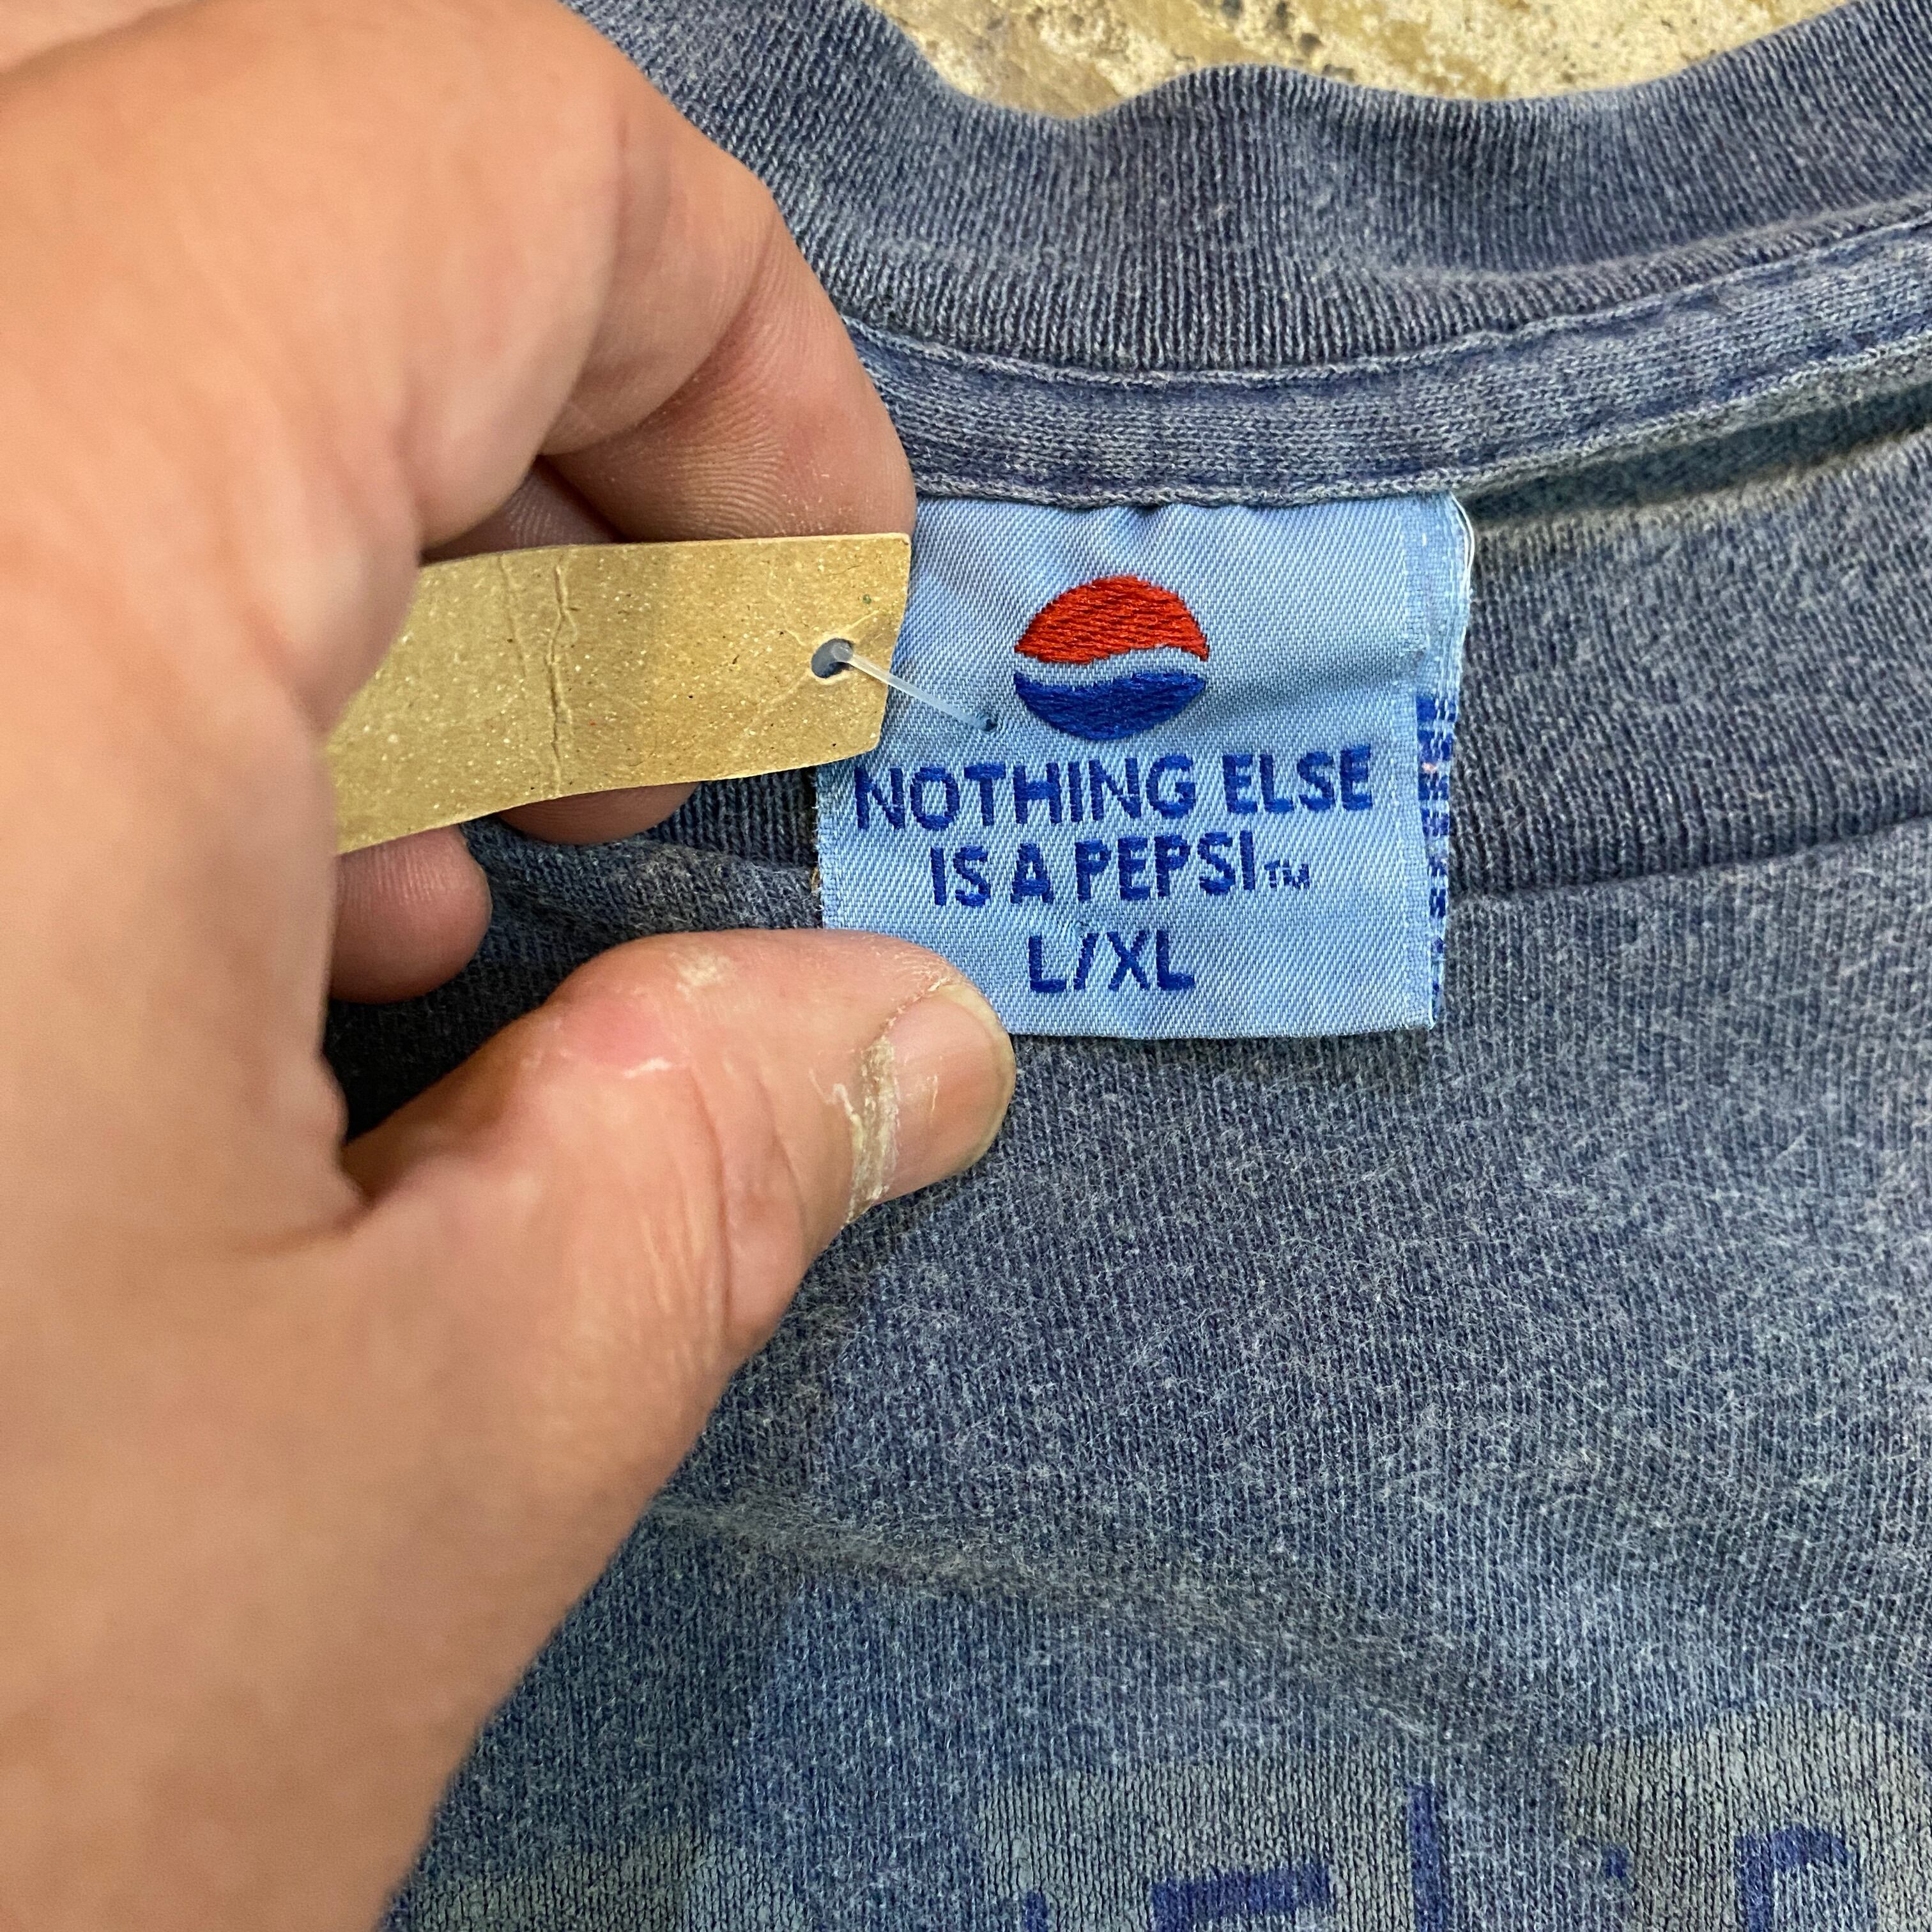 NOTHING ELSE
IS A PEPSI™
L/XL